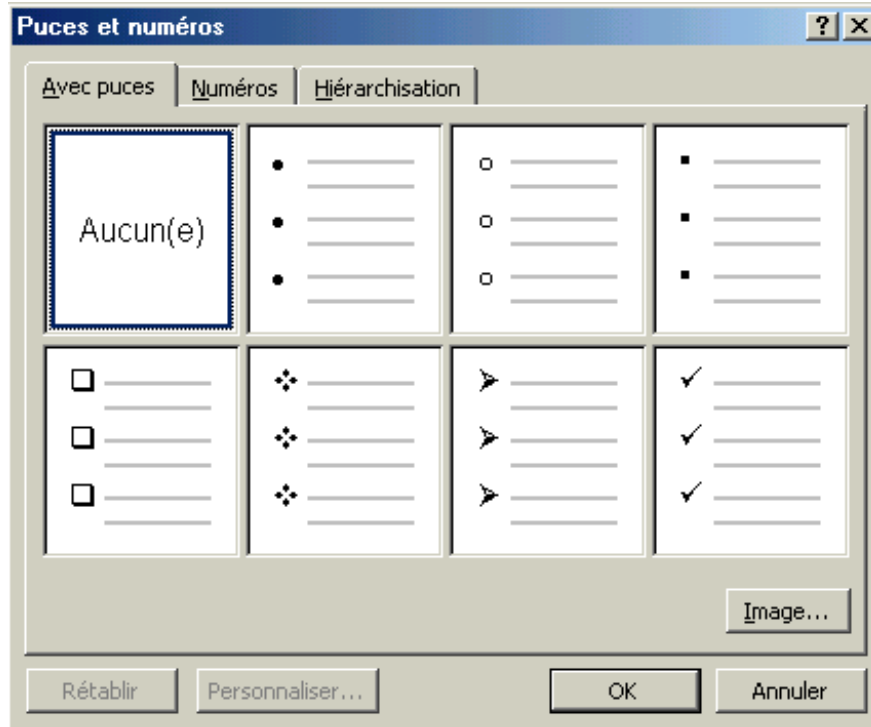 Puces et numéros
Avec puces Numéros Hiérarchisation
Aucun(e)
Image...
Rétablir Personnaliser... OK Annuler